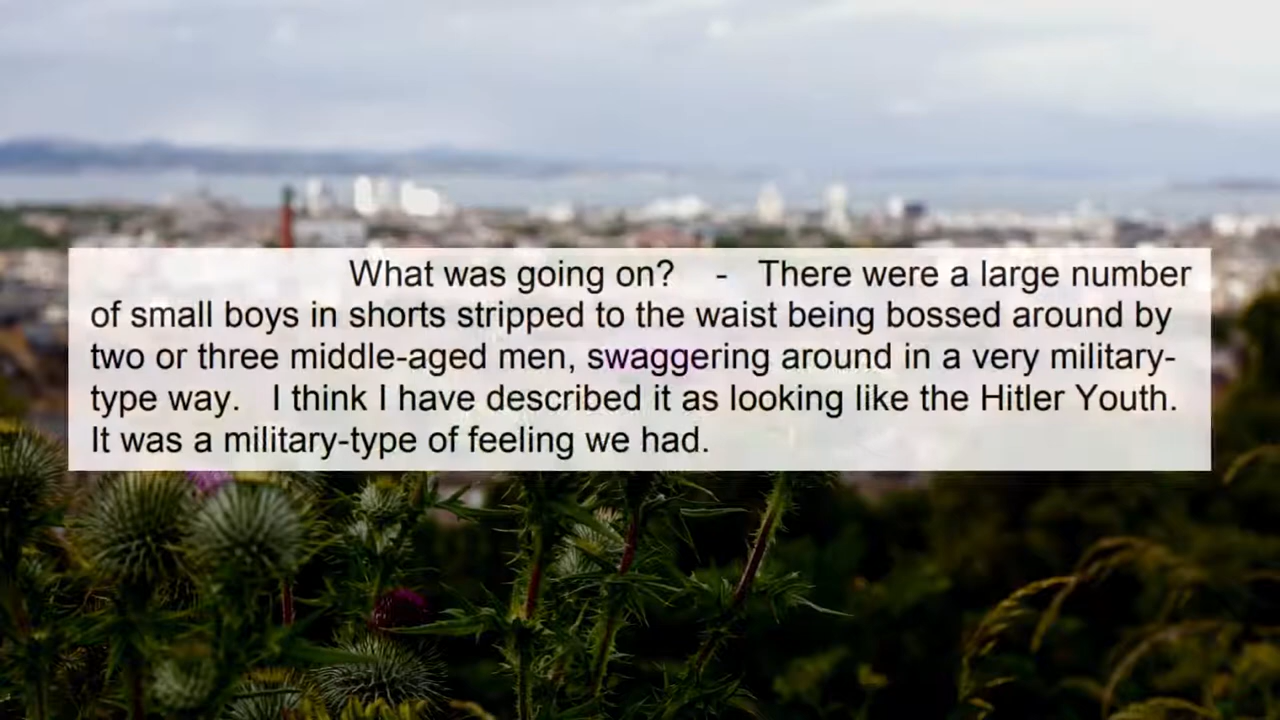 What was going on? - There were a large number
of small boys in shorts stripped to the waist being bossed around by
two or three middle-aged men, swaggering around in a very military-
type way. I think I have described it as looking like the Hitler Youth.
It was a military-type of feeling we had.